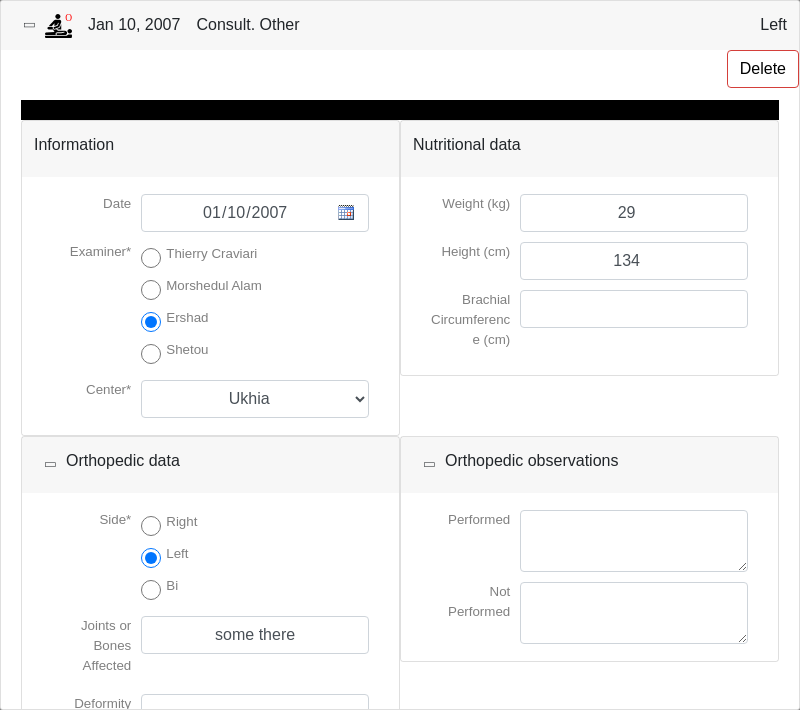 O
Jan 10, 2007 Consult. Other Left
Delete
Information
Date 01/10/2007
Examiner* Thierry Craviari
Morshedul Alam
Ershad
Shetou
Center* Ukhia
Nutritional data
Weight (kg) 29
Height (cm) 134
Brachial
Circumferenc
e (cm)
Orthopedic data
Side* Right
Left
Bi
Joints or
Bones
Affected
some there
Deformity
Orthopedic observations
Performed
Not
Performed